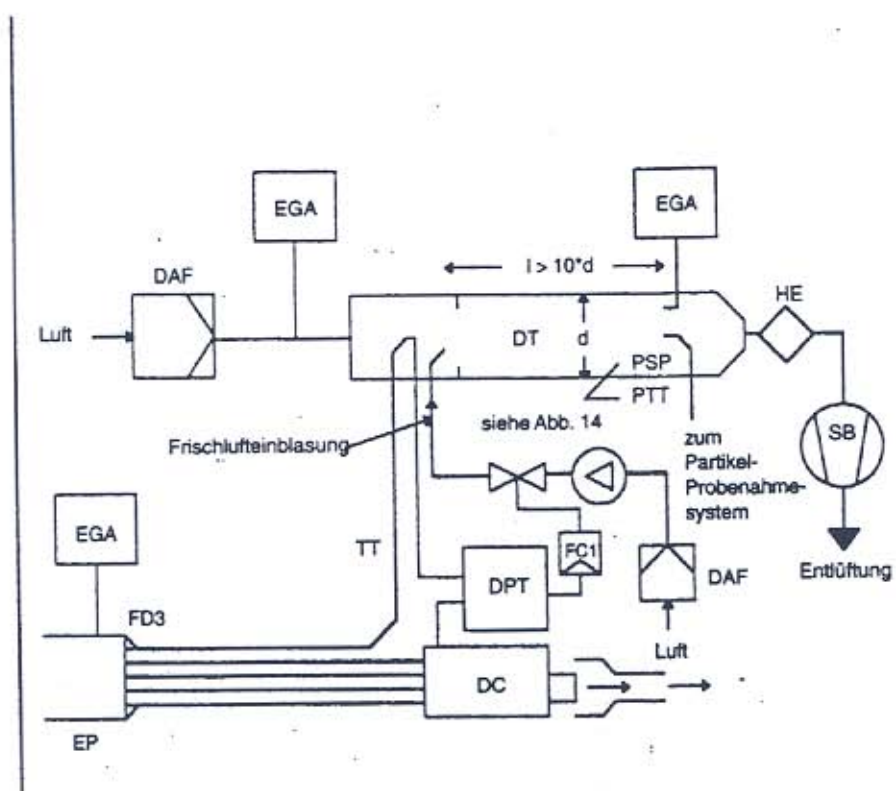 EGA
EGA
DAF
l > 10*d
HE
Luft
DT
d
PSP
PTT
siehe Abb. 14
Frischlufteinblasung
zum
Partikel-
Probenahme-
system
SB
EGA
TT
FC1
DPT
DAF
Entlüftung
FD3
Luft
DC
EP